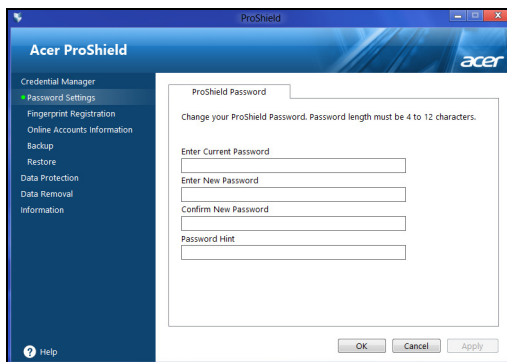 ProShield
Acer ProShield
acer
Credential Manager
Password Settings
Fingerprint Registration
Online Accounts Information
Backup
Restore
Data Protection
Data Removal
Information
Help
ProShield Password
Change your ProShield Password. Password length must be 4 to 12 characters.
Enter Current Password
Enter New Password
Confirm New Password
Password Hint
OK Cancel Apply